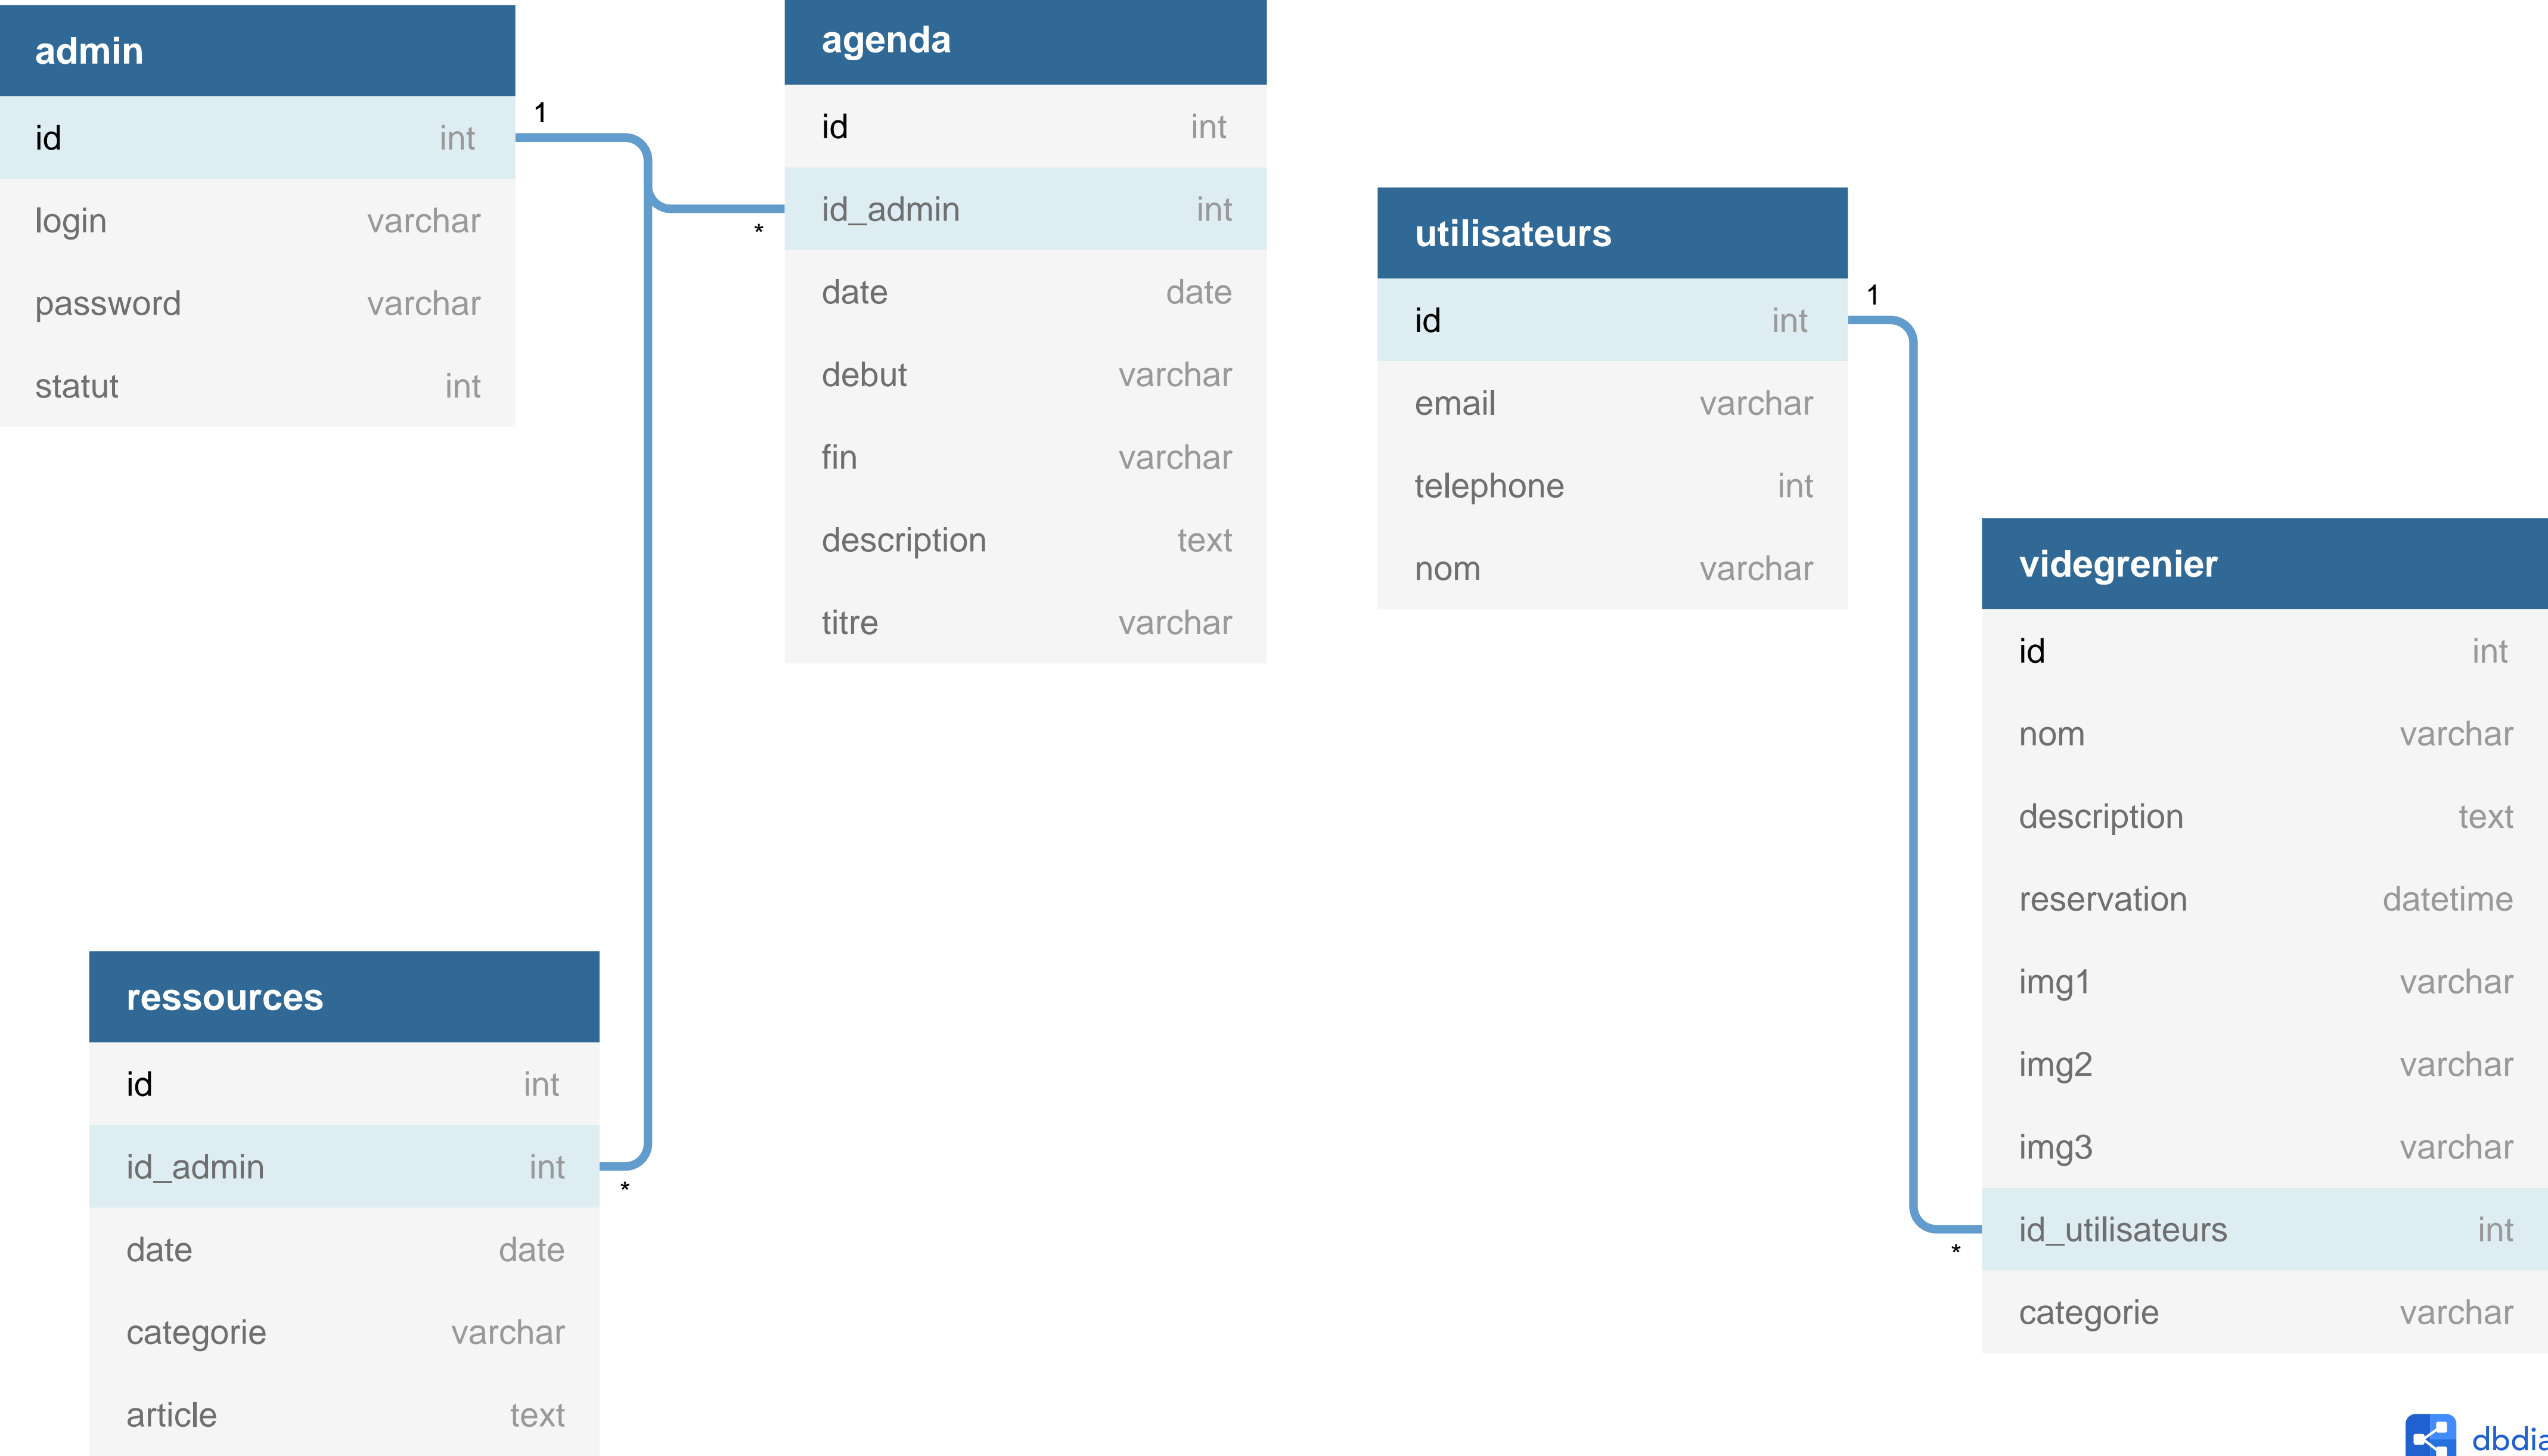 admin
id int
login varchar
password varchar
statut int
1
*
agenda
id int
id_admin int
date date
debut varchar
fin varchar
description text
titre varchar
utilisateurs
id int
email varchar
telephone int
nom varchar
1
*
videgrenier
id int
nom varchar
description text
reservation datetime
img1 varchar
img2 varchar
img3 varchar
id_utilisateurs int
categorie varchar
ressources
id int
id_admin int
date date
categorie varchar
article text
*